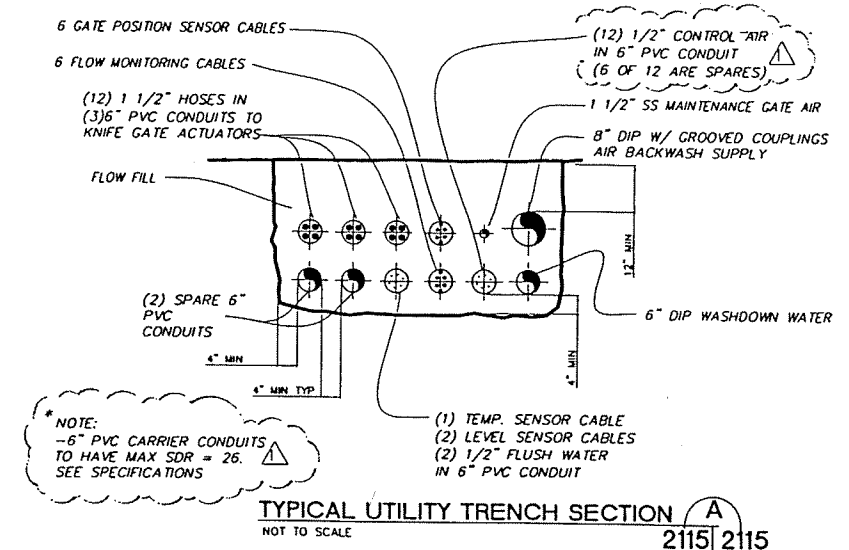 6 GATE POSITION SENSOR CABLES
6 FLOW MONITORING CABLES
(12) 1 1/2" HOSES IN
(3)6" PVC CONDUITS TO
KNIFE GATE ACTUATORS
FLOW FILL
(12) 1/2" CONTROL AIR
IN 6" PVC CONDUIT
(6 OF 12 ARE SPARES)
1
1 1/2" SS MAINTENANCE GATE AIR
8" DIP W/ GROOVED COUPLINGS
AIR BACKWASH SUPPLY
12" MIN
(2) SPARE 6"
PVC
CONDUITS
6" DIP WASHDOWN WATER
4" MIN
4" MIN TYP
4" MIN
(1) TEMP. SENSOR CABLE
(2) LEVEL SENSOR CABLES
(2) 1/2" FLUSH WATER
IN 6" PVC CONDUIT
* NOTE:
-6" PVC CARRIER CONDUITS
TO HAVE MAX SDR = 26.
SEE SPECIFICATIONS
1
TYPICAL UTILITY TRENCH SECTION
NOT TO SCALE
A
2115 2115